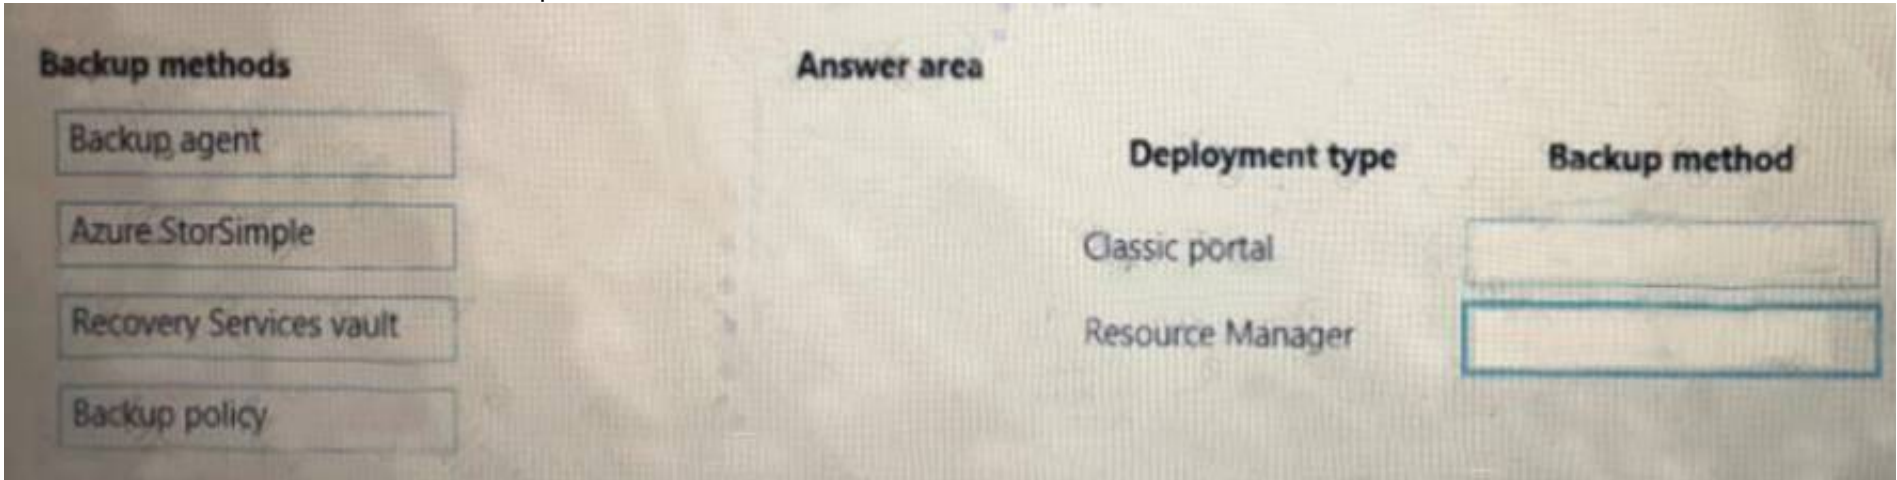 Backup methods
Backup agent
Azure StorSimple
Recovery Services vault
Backup policy
Answer area
Deployment type
Backup method
Classic portal
Resource Manager